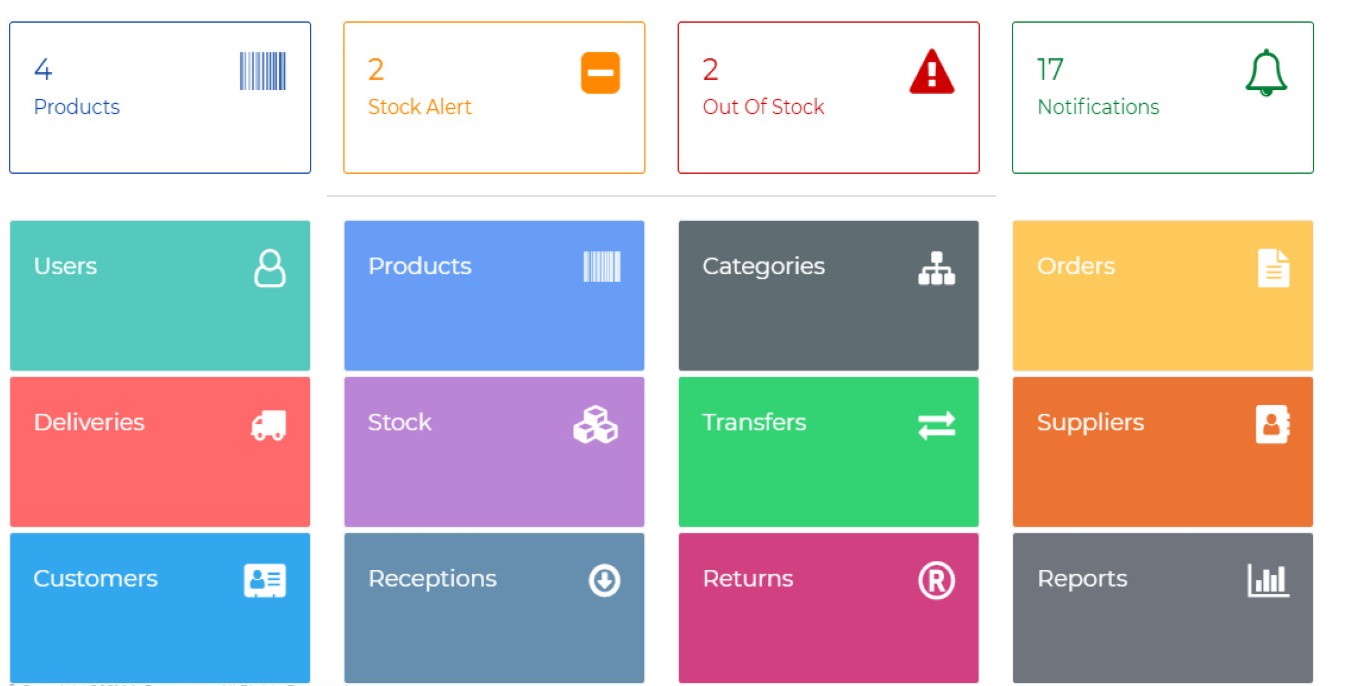 4
Products
2
Stock Alert
2
Out Of Stock
17
Notifications
Users
Products
Categories
Orders
Deliveries
Stock
Transfers
Suppliers
Customers
Receptions
Returns
®
Reports